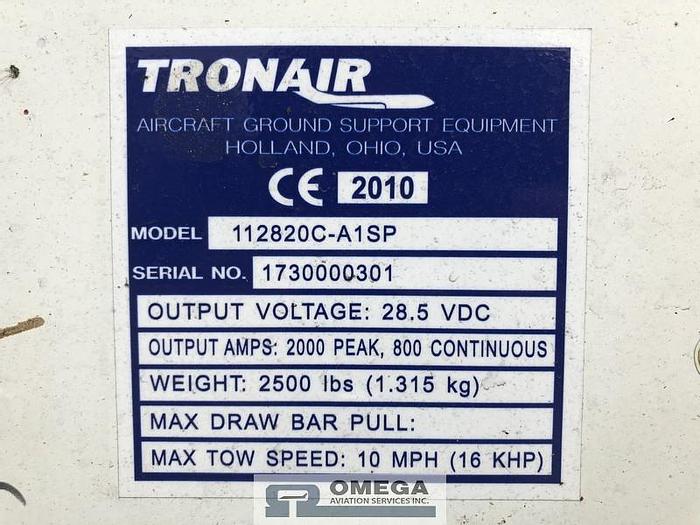 TRONAIR
AIRCRAFT GROUND SUPPORT EQUIPMENT
HOLLAND, OHIO, USA
CE 2010
MODEL 112820C-A1SP
SERIAL NO. 1730000301
OUTPUT VOLTAGE: 28.5 VDC
OUTPUT AMPS: 2000 PEAK, 800 CONTINUOUS
WEIGHT: 2500 lbs (1.315 kg)
MAX DRAW BAR PULL:
MAX TOW SPEED: 10 MPH (16 KHP)
OMEGA
AVIATION SERVICES INC.